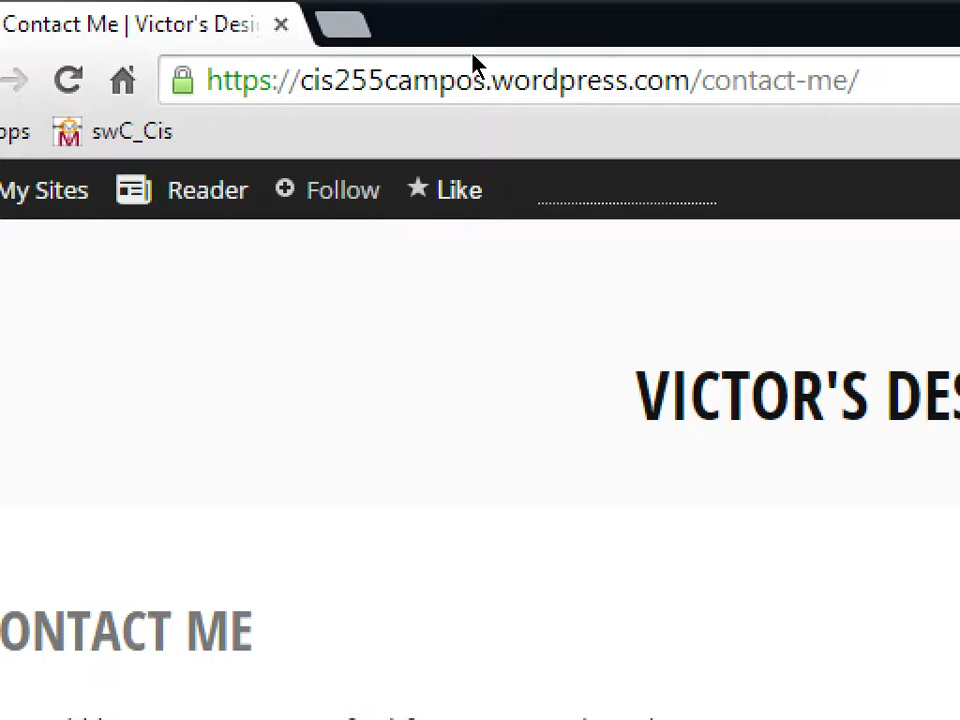 Contact Me | Victor's Desi
https://cis255campos.wordpress.com/contact-me/
pps swC_Cis
My Sites Reader Follow Like
VICTOR'S DES
ONTACT ME